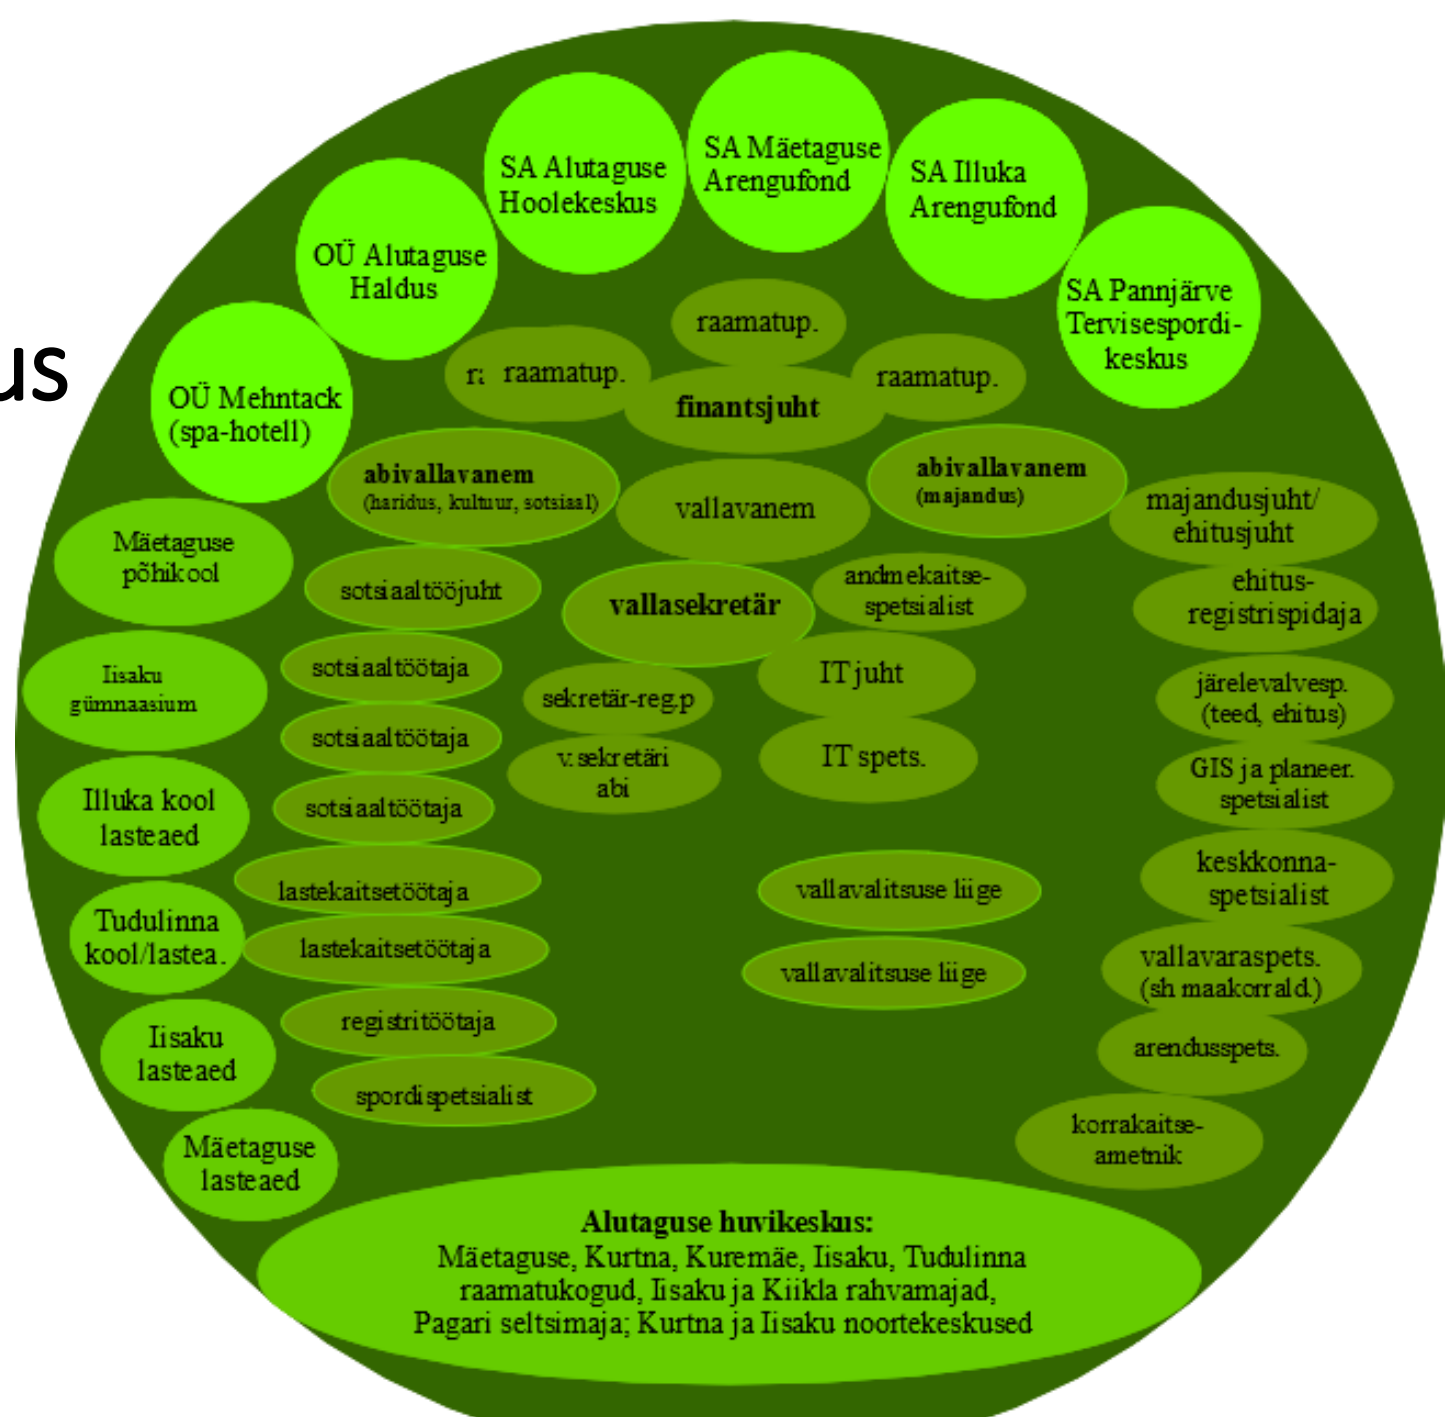 us
SA Alutaguse
Hoolekeskus
SA Mäetaguse
Arengufond
SA Illuka
Arengufond
OÜ Alutaguse
Haldus
SA Pannjärve
Tervisespordi-
keskus
OÜ Mehntack
(spa-hotell)
raamatup.
raamatup.
raamatup.
finantsjuht
abivallavanem
(haridus, kultuur, sotsiaal)
vallavanem
abivallavanem
(majandus)
majandusjuht/
ehitusjuht
Mäetaguse
põhikool
sotsiaaltööjuht
vallasekretär
andmekaitse-
spetsialist
ehitus-
registrispidaja
Iisaku
gümnaasium
sotsiaaltöötaja
sekretär-reg.p
IT juht
järelevalvesp.
(teed, ehitus)
sotsiaaltöötaja
v.sekretäri
abi
IT spets.
GIS ja planeer.
spetsialist
Illuka kool
lasteaed
sotsiaaltöötaja
lastekaitsetöötaja
vallavalitsuse liige
keskkonna-
spetsialist
Tudulinna
kool/lastea.
lastekaitsetöötaja
vallavalitsuse liige
vallavaraspets.
(sh maakorrald.)
Iisaku
lasteaed
registritöötaja
arendusspets.
spordispetsialist
korrakaitse-
ametnik
Mäetaguse
lasteaed
Alutaguse huvikeskus:
Mäetaguse, Kurtna, Kuremäe, Iisaku, Tudulinna
raamatukogud, Iisaku ja Kiikla rahvamajad,
Pagari seltsimaja; Kurtna ja Iisaku noortekeskused